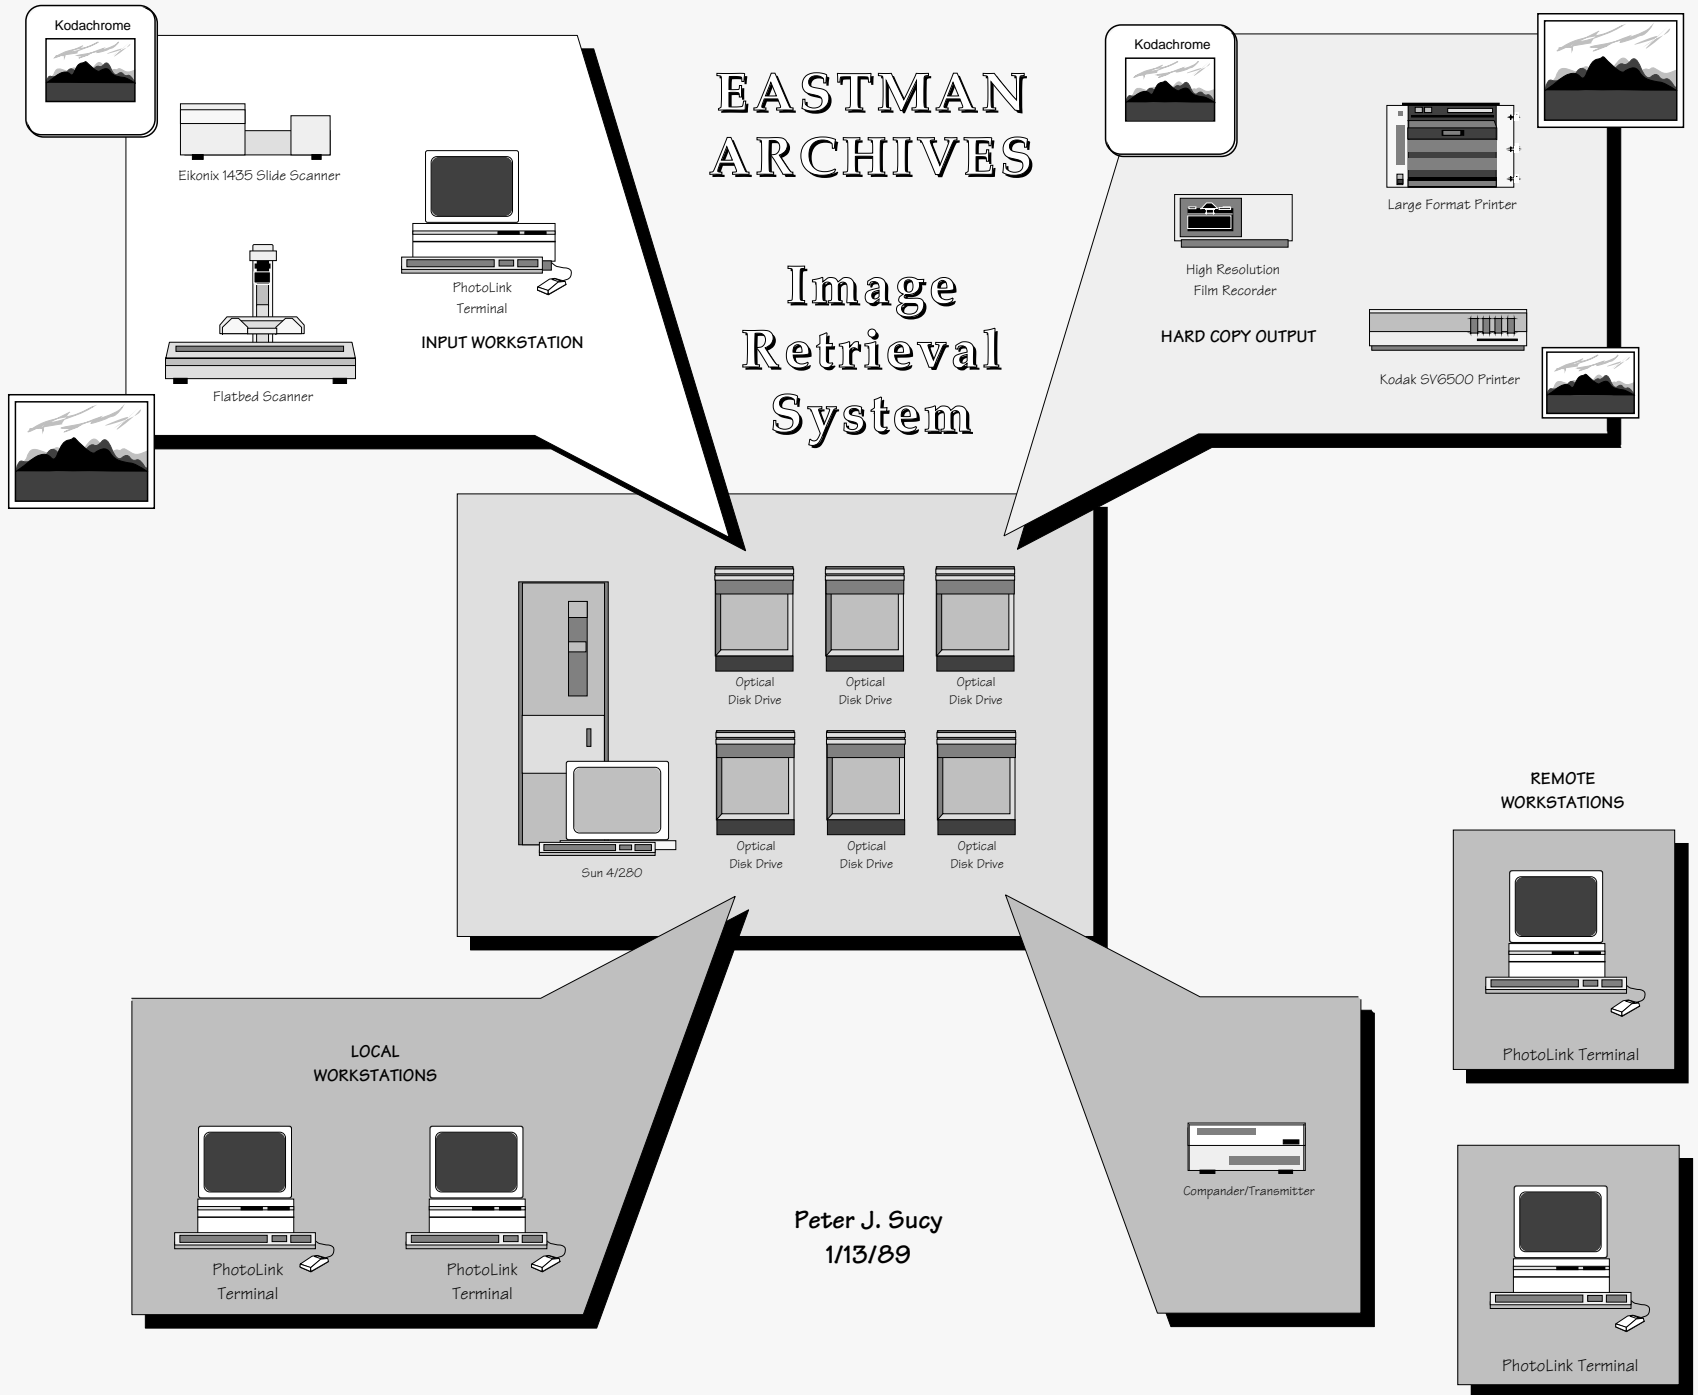 Kodachrome
Eikonix 1435 Slide Scanner
PhotoLink
Terminal
INPUT WORKSTATION
Flatbed Scanner
EASTMAN
ARCHIVES
Image
Retrieval
System
Kodachrome
Large Format Printer
High Resolution
Film Recorder
HARD COPY OUTPUT
Kodak SV6500 Printer
Optical
Disk Drive
Optical
Disk Drive
Optical
Disk Drive
Optical
Disk Drive
Optical
Disk Drive
Optical
Disk Drive
Sun 4/280
REMOTE
WORKSTATIONS
PhotoLink Terminal
PhotoLink Terminal
LOCAL
WORKSTATIONS
PhotoLink
Terminal
PhotoLink
Terminal
Compander/Transmitter
Peter J. Sucy
1/13/89